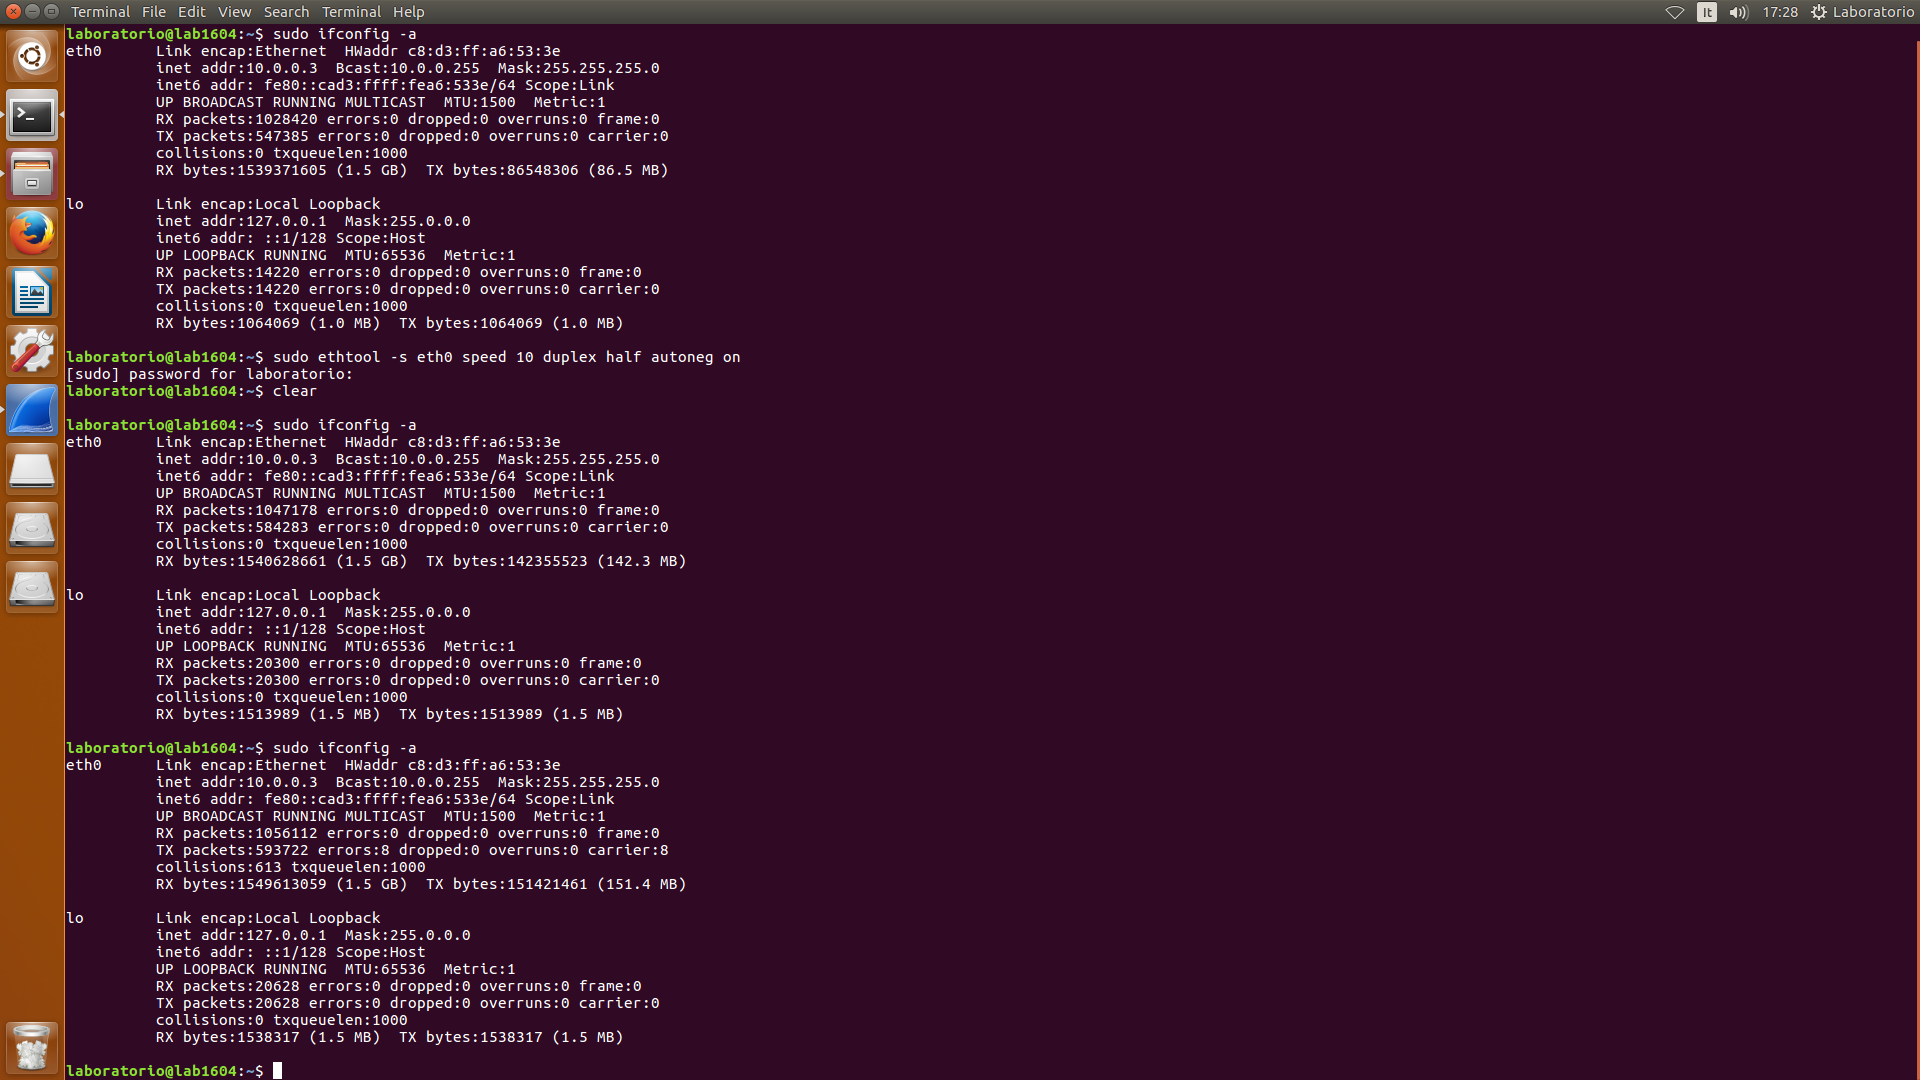 Terminal File Edit View Search Terminal Help It 17:28 Laboratorio
laboratorio@lab1604:~$ sudo ifconfig -a
eth0      Link encap:Ethernet  HWaddr c8:d3:ff:a6:53:3e
          inet addr:10.0.0.3  Bcast:10.0.0.255  Mask:255.255.255.0
          inet6 addr: fe80::cad3:ffff:fea6:533e/64 Scope:Link
          UP BROADCAST RUNNING MULTICAST  MTU:1500  Metric:1
          RX packets:1028420 errors:0 dropped:0 overruns:0 frame:0
          TX packets:547385 errors:0 dropped:0 overruns:0 carrier:0
          collisions:0 txqueuelen:1000
          RX bytes:1539371605 (1.5 GB)  TX bytes:86548306 (86.5 MB)

lo        Link encap:Local Loopback
          inet addr:127.0.0.1  Mask:255.0.0.0
          inet6 addr: ::1/128 Scope:Host
          UP LOOPBACK RUNNING  MTU:65536  Metric:1
          RX packets:14220 errors:0 dropped:0 overruns:0 frame:0
          TX packets:14220 errors:0 dropped:0 overruns:0 carrier:0
          collisions:0 txqueuelen:1000
          RX bytes:1064069 (1.0 MB)  TX bytes:1064069 (1.0 MB)

laboratorio@lab1604:~$ sudo ethtool -s eth0 speed 10 duplex half autoneg on
[sudo] password for laboratorio:
laboratorio@lab1604:~$ clear

laboratorio@lab1604:~$ sudo ifconfig -a
eth0      Link encap:Ethernet  HWaddr c8:d3:ff:a6:53:3e
          inet addr:10.0.0.3  Bcast:10.0.0.255  Mask:255.255.255.0
          inet6 addr: fe80::cad3:ffff:fea6:533e/64 Scope:Link
          UP BROADCAST RUNNING MULTICAST  MTU:1500  Metric:1
          RX packets:1047178 errors:0 dropped:0 overruns:0 frame:0
          TX packets:584283 errors:0 dropped:0 overruns:0 carrier:0
          collisions:0 txqueuelen:1000
          RX bytes:1540628661 (1.5 GB)  TX bytes:142355523 (142.3 MB)

lo        Link encap:Local Loopback
          inet addr:127.0.0.1  Mask:255.0.0.0
          inet6 addr: ::1/128 Scope:Host
          UP LOOPBACK RUNNING  MTU:65536  Metric:1
          RX packets:20300 errors:0 dropped:0 overruns:0 frame:0
          TX packets:20300 errors:0 dropped:0 overruns:0 carrier:0
          collisions:0 txqueuelen:1000
          RX bytes:1513989 (1.5 MB)  TX bytes:1513989 (1.5 MB)

laboratorio@lab1604:~$ sudo ifconfig -a
eth0      Link encap:Ethernet  HWaddr c8:d3:ff:a6:53:3e
          inet addr:10.0.0.3  Bcast:10.0.0.255  Mask:255.255.255.0
          inet6 addr: fe80::cad3:ffff:fea6:533e/64 Scope:Link
          UP BROADCAST RUNNING MULTICAST  MTU:1500  Metric:1
          RX packets:1056112 errors:0 dropped:0 overruns:0 frame:0
          TX packets:593722 errors:8 dropped:0 overruns:0 carrier:8
          collisions:613 txqueuelen:1000
          RX bytes:1549613059 (1.5 GB)  TX bytes:151421461 (151.4 MB)

lo        Link encap:Local Loopback
          inet addr:127.0.0.1  Mask:255.0.0.0
          inet6 addr: ::1/128 Scope:Host
          UP LOOPBACK RUNNING  MTU:65536  Metric:1
          RX packets:20628 errors:0 dropped:0 overruns:0 frame:0
          TX packets:20628 errors:0 dropped:0 overruns:0 carrier:0
          collisions:0 txqueuelen:1000
          RX bytes:1538317 (1.5 MB)  TX bytes:1538317 (1.5 MB)

laboratorio@lab1604:~$